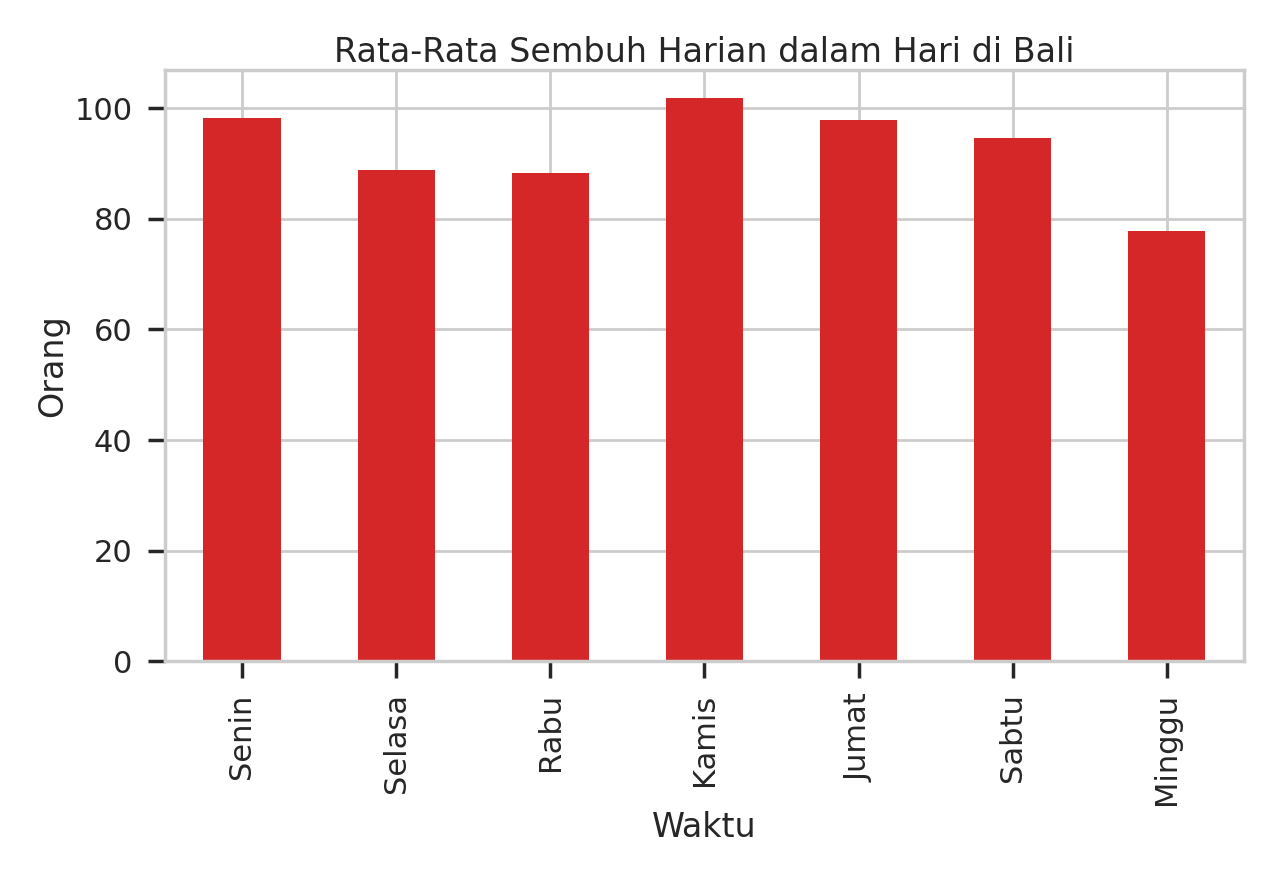 Rata-Rata Sembuh Harian dalam Hari di Bali
100
80
60
40
20
0
Orang
Senin
Selasa
Rabu
Kamis
Jumat
Sabtu
Minggu
Waktu